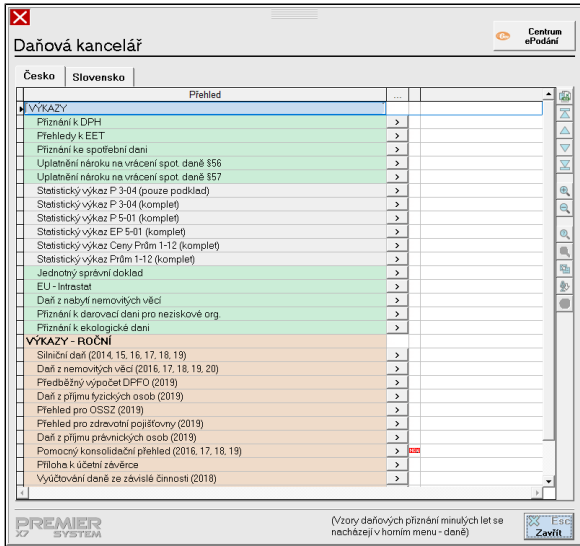 Daňová kancelář
Centrum
ePodání
Česko
Slovensko
Přehled
...
VÝKAZY
Přiznání k DPH
Přehledy k EET
Přiznání ke spotřební dani
Uplatnění nároku na vrácení spot. daně §56
Uplatnění nároku na vrácení spot. daně §57
Statistický výkaz P 3-04 (pouze podklad)
Statistický výkaz P 3-04 (komplet)
Statistický výkaz P 5-01 (komplet)
Statistický výkaz EP 5-01 (komplet)
Statistický výkaz Ceny Prům 1-12 (komplet)
Statistický výkaz Prům 1-12 (komplet)
Jednotný správní doklad
EU - Intrastat
Daň z nabytí nemovitých věcí
Přiznání k darovací dani pro neziskové org.
Přiznání k ekologické dani
VÝKAZY - ROČNÍ
Silniční daň (2014, 15, 16, 17, 18, 19)
Daň z nemovitých věcí (2016, 17, 18, 19, 20)
Předběžný výpočet DPFO (2019)
Daň z příjmu fyzických osob (2019)
Přehled pro OSSZ (2019)
Přehled pro zdravotní pojišťovny (2019)
Daň z příjmu právnických osob (2019)
Pomocný konsolidační přehled (2016, 17, 18, 19)
Příloha k účetní závěrce
Vyúčtování daně ze závislé činnosti (2018)
PREMIER
X7 SYSTEM
(Vzory daňových přiznání minulých let se
nacházejí v horním menu - daně)
Esc
Zavřít